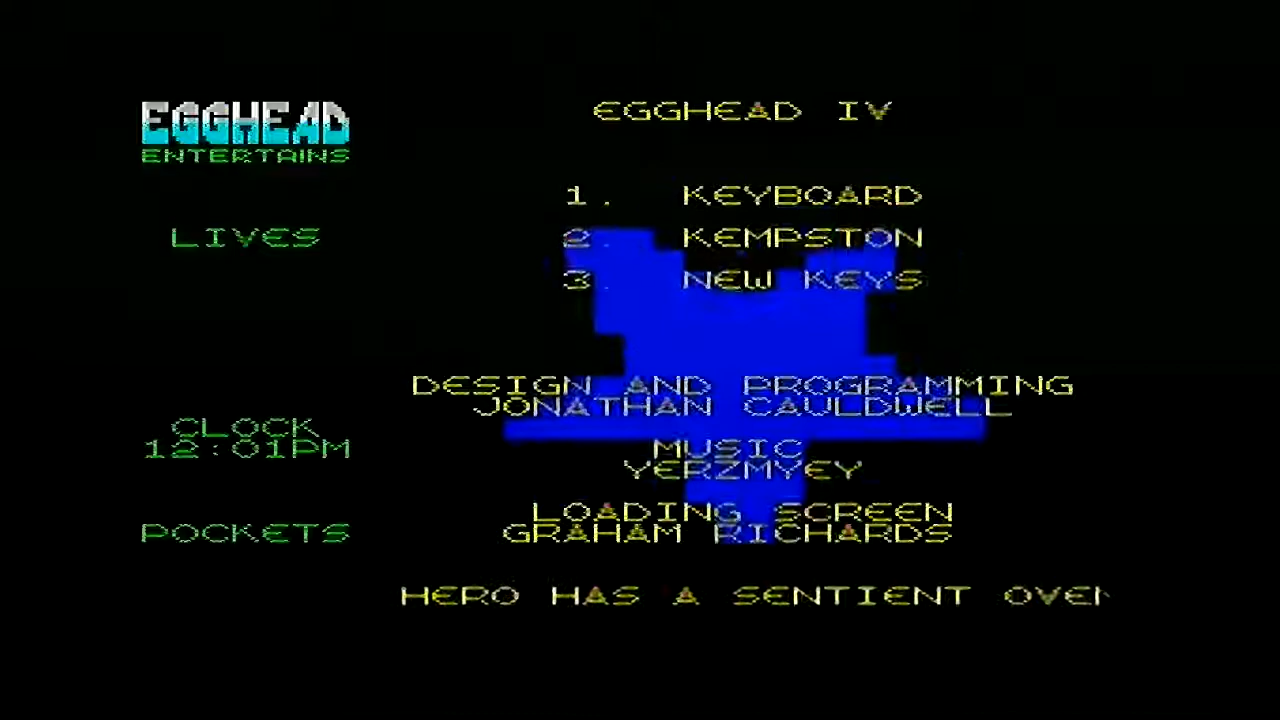 EGGHEAD
ENTERTAINS
LIVES
CLOCK
12:01PM
POCKETS
EGGHEAD IV
1. KEYBOARD
2. KEMPSTON
3. NEW KEYS
DESIGN AND PROGRAMMING
JONATHAN CAULDWELL
MUSIC
YERZMYEY
LOADING SCREEN
GRAHAM RICHARDS
HERO HAS A SENTIENT OVEN